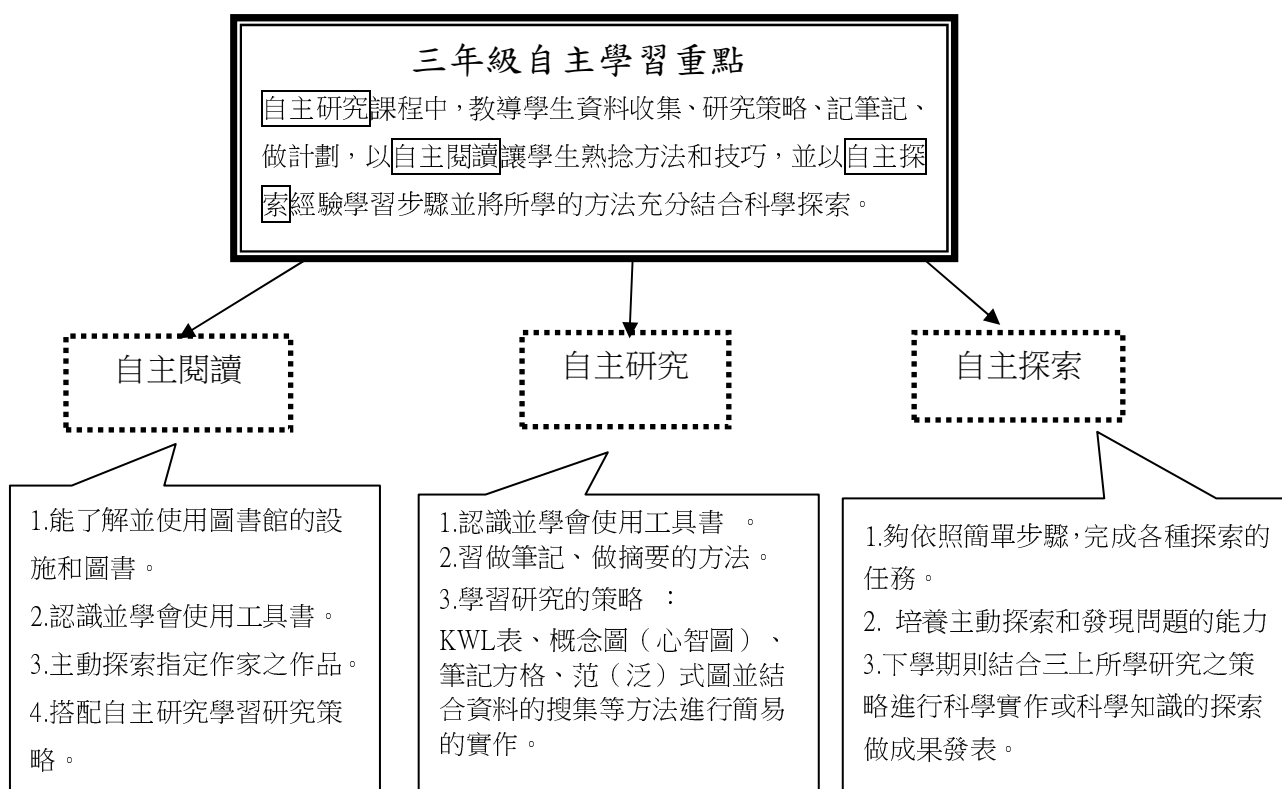 三年級自主學習重點
自主研究課程中，教導學生資料收集、研究策略、記筆記、
做計劃，以自主閱讀讓學生熟捻方法和技巧，並以自主探
索經驗學習步驟並將所學的方法充分結合科學探索。
自主閱讀
自主研究
自主探索
1.能了解並使用圖書館的設
施和圖書。
2.認識並學會使用工具書。
3.主動探索指定作家之作品。
4.搭配自主研究學習研究策
略。
1.認識並學會使用工具書 。
2.習做筆記、做摘要的方法。
3.學習研究的策略 ：
KWL表、概念圖（心智圖）、
筆記方格、范（泛）式圖並結
合資料的搜集等方法進行簡易
的實作。
1.夠依照簡單步驟，完成各種探索的
任務。
2. 培養主動探索和發現問題的能力
3.下學期則結合三上所學研究之策
略進行科學實作或科學知識的探索
做成果發表。